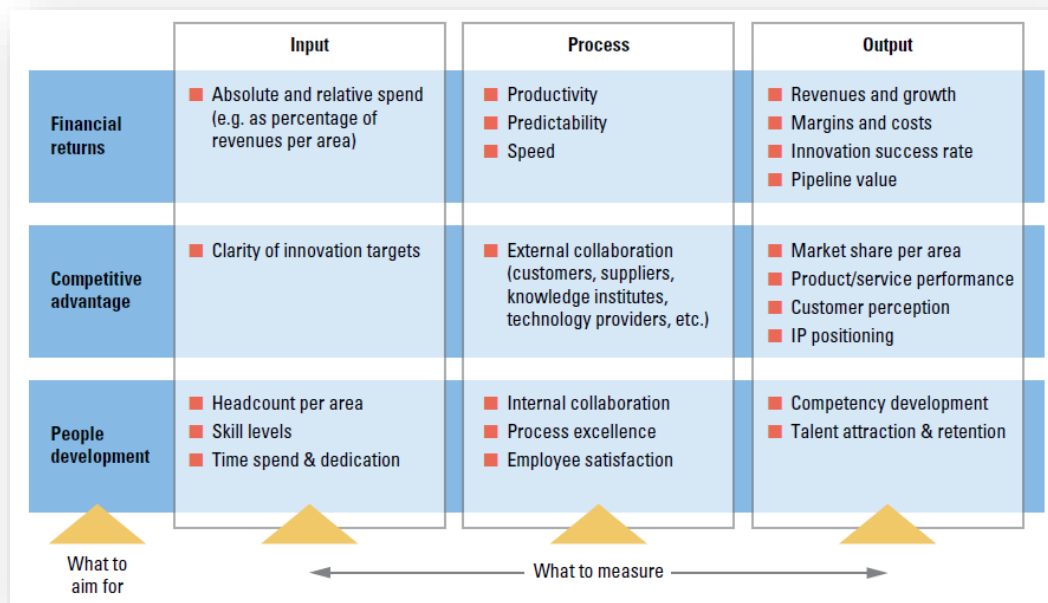 Input
Process
Output
Financial
returns
Absolute and relative spend
(e.g. as percentage of
revenues per area)
Productivity
Predictability
Speed
Revenues and growth
Margins and costs
Innovation success rate
Pipeline value
Competitive
advantage
Clarity of innovation targets
External collaboration
(customers, suppliers,
knowledge institutes,
technology providers, etc.)
Market share per area
Product/service performance
Customer perception
IP positioning
People
development
Headcount per area
Skill levels
Time spend & dedication
Internal collaboration
Process excellence
Employee satisfaction
Competency development
Talent attraction & retention
What to
aim for
What to measure